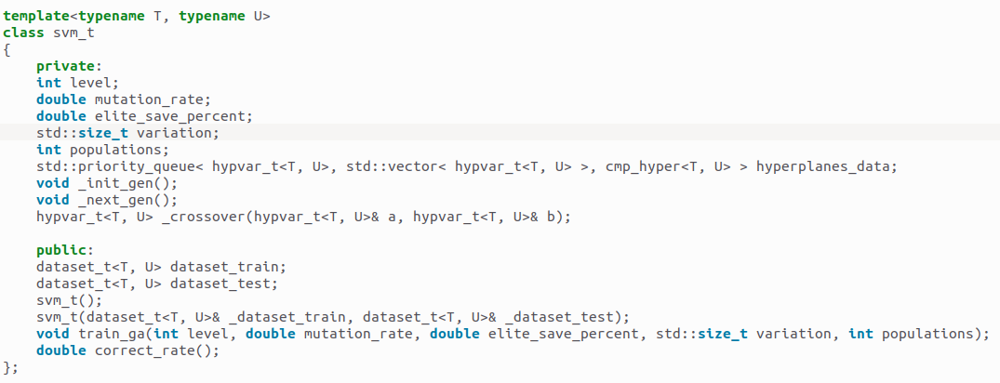 template<typename T, typename U>
class svm_t
{
    private:
    int level;
    double mutation_rate;
    double elite_save_percent;
    std::size_t variation;
    int populations;
    std::priority_queue< hypvar_t<T, U>, std::vector< hypvar_t<T, U> >, cmp_hyper<T, U> > hyperplanes_data;
    void _init_gen();
    void _next_gen();
    hypvar_t<T, U> _crossover(hypvar_t<T, U>& a, hypvar_t<T, U>& b);

    public:
    dataset_t<T, U> dataset_train;
    dataset_t<T, U> dataset_test;
    svm_t();
    svm_t(dataset_t<T, U>& _dataset_train, dataset_t<T, U>& _dataset_test);
    void train_ga(int level, double mutation_rate, double elite_save_percent, std::size_t variation, int populations);
    double correct_rate();
};